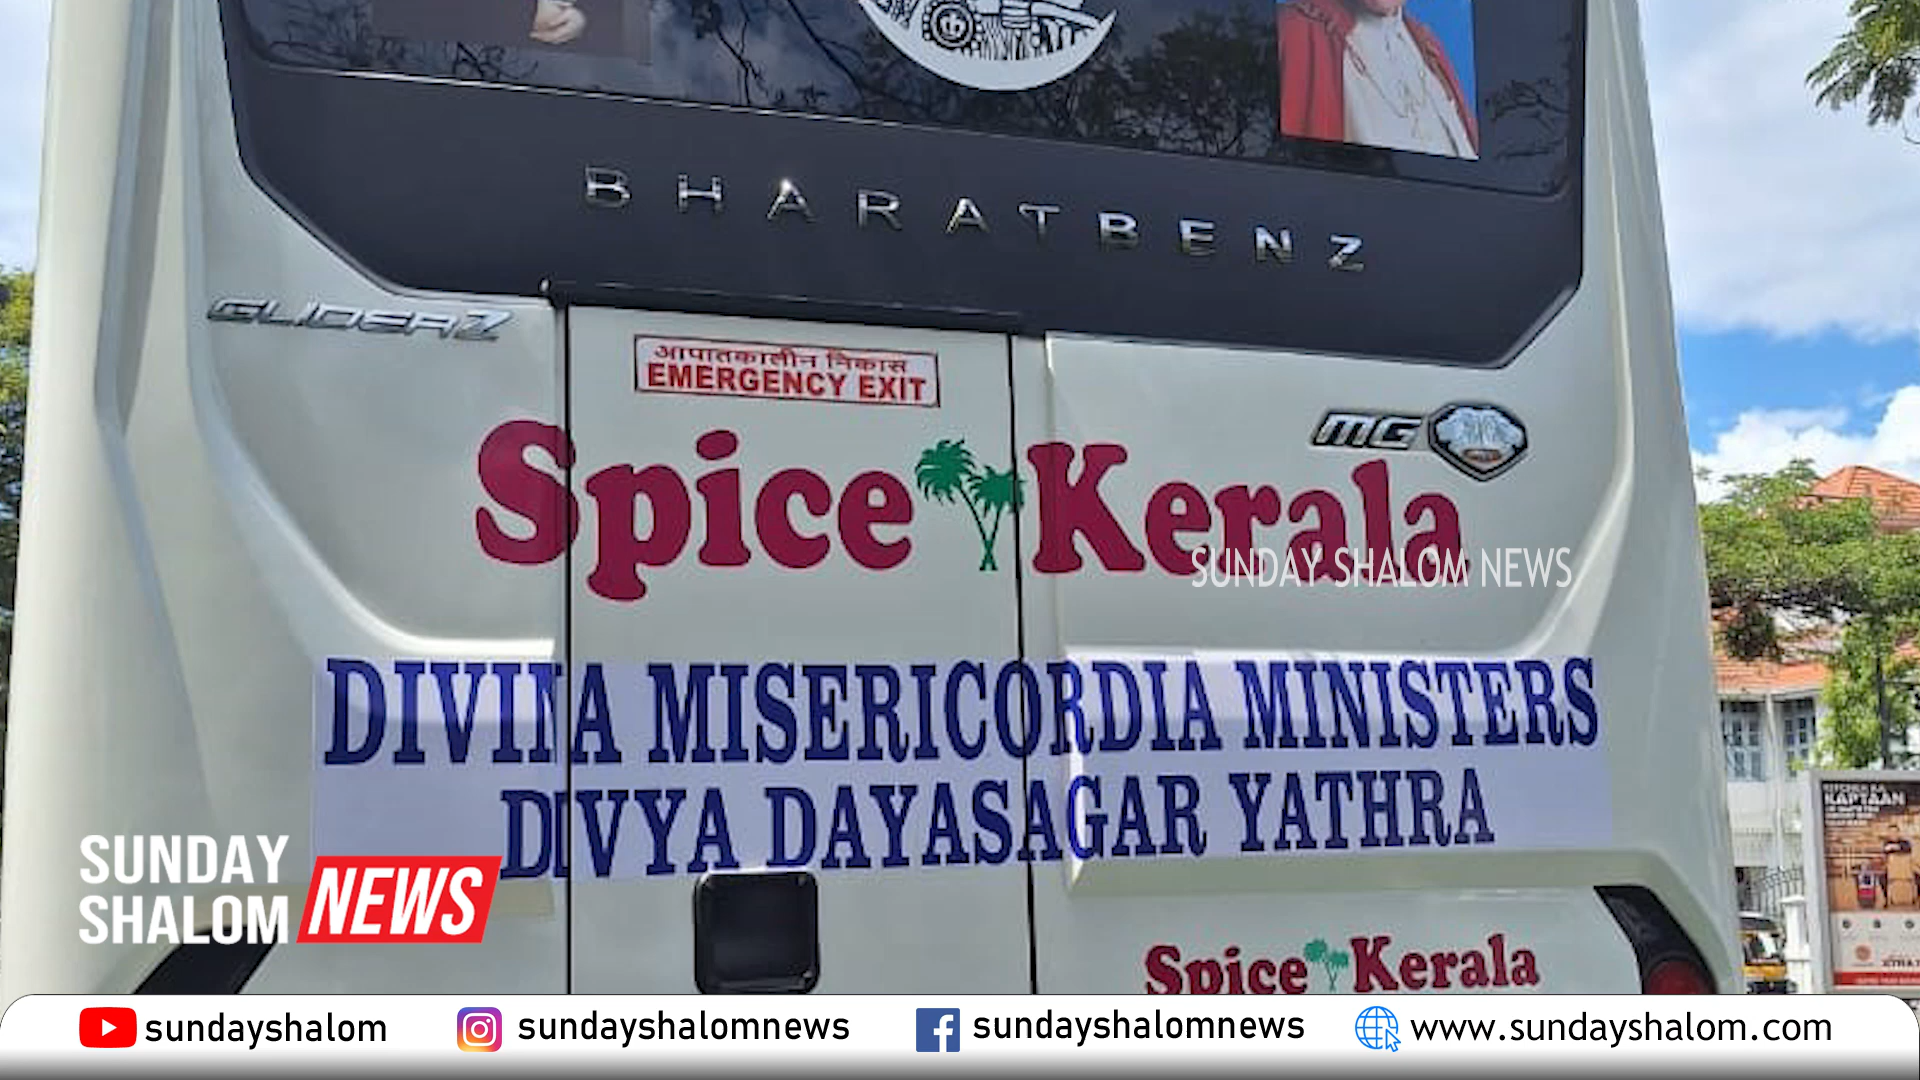 BHARATBENZ
GLIDERZ
आपातकालीन निकास
EMERGENCY EXIT
MG
Spice Kerala
SUNDAY SHALOM NEWS
DIVINA MISERICORDIA MINISTERS
DIVYA DAYASAGAR YATHRA
KAPTAAN
SUNDAY
SHALOM NEWS
Spice Kerala
sundayshalom
sundayshalomnews
sundayshalomnews
www.sundayshalom.com